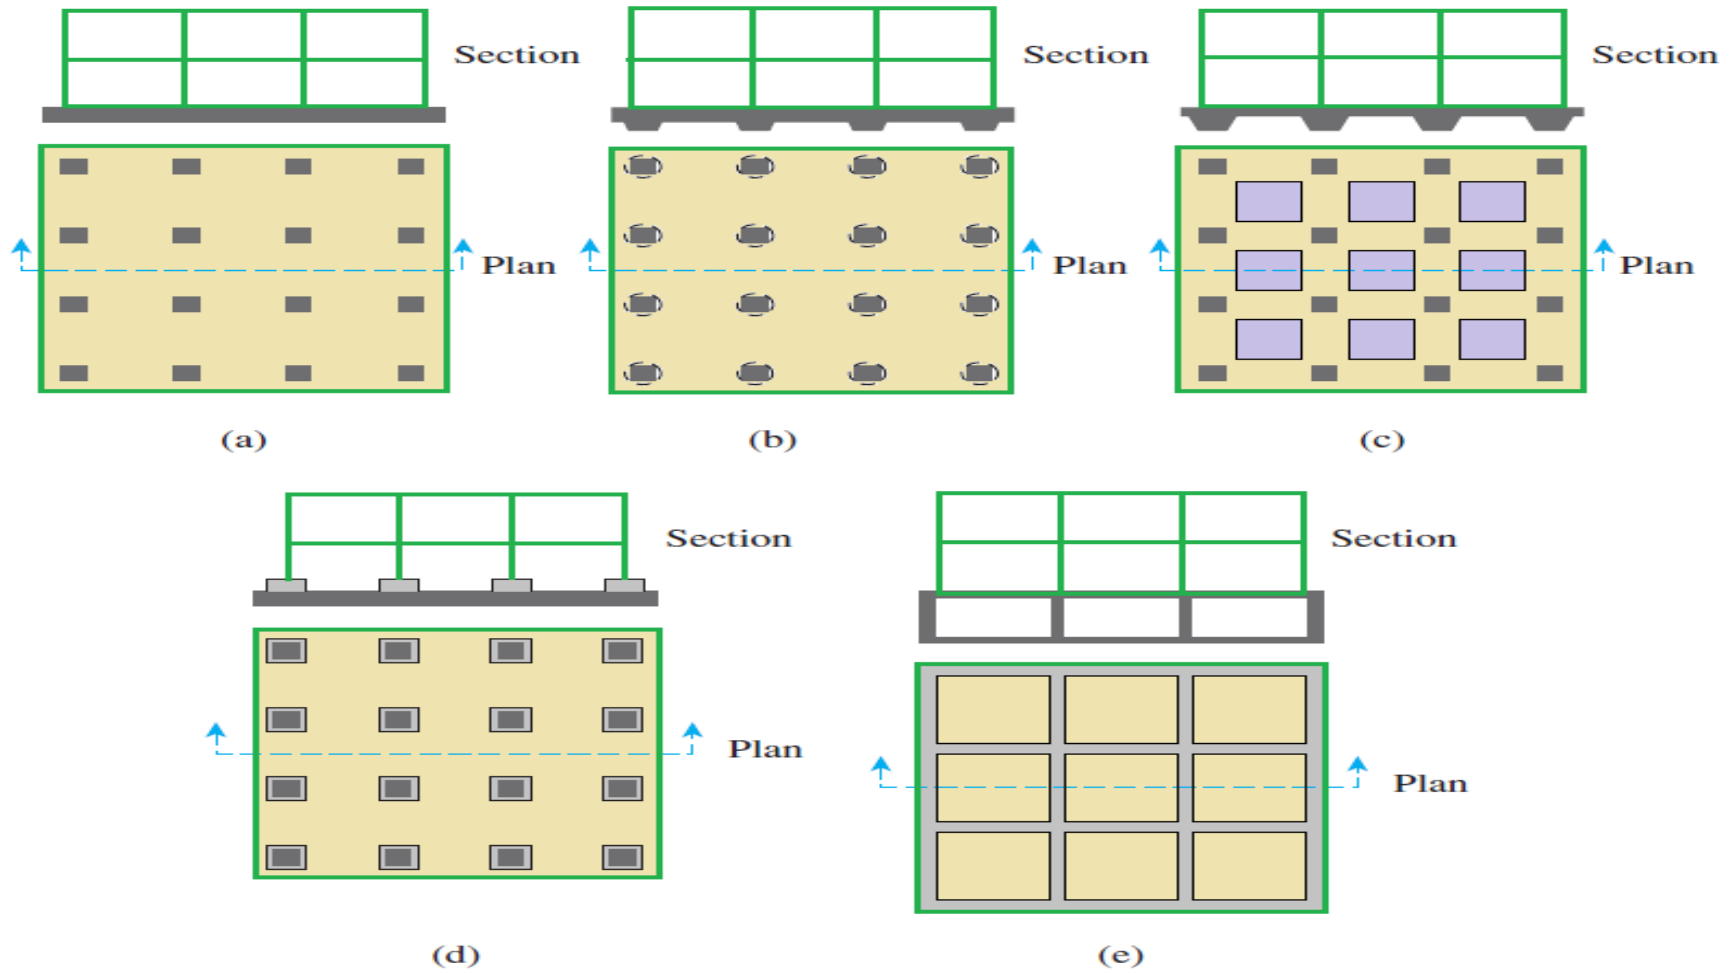 Section
Section
Section
Plan
Plan
Plan
(a)
(b)
(c)
Section
Section
Plan
Plan
(d)
(e)